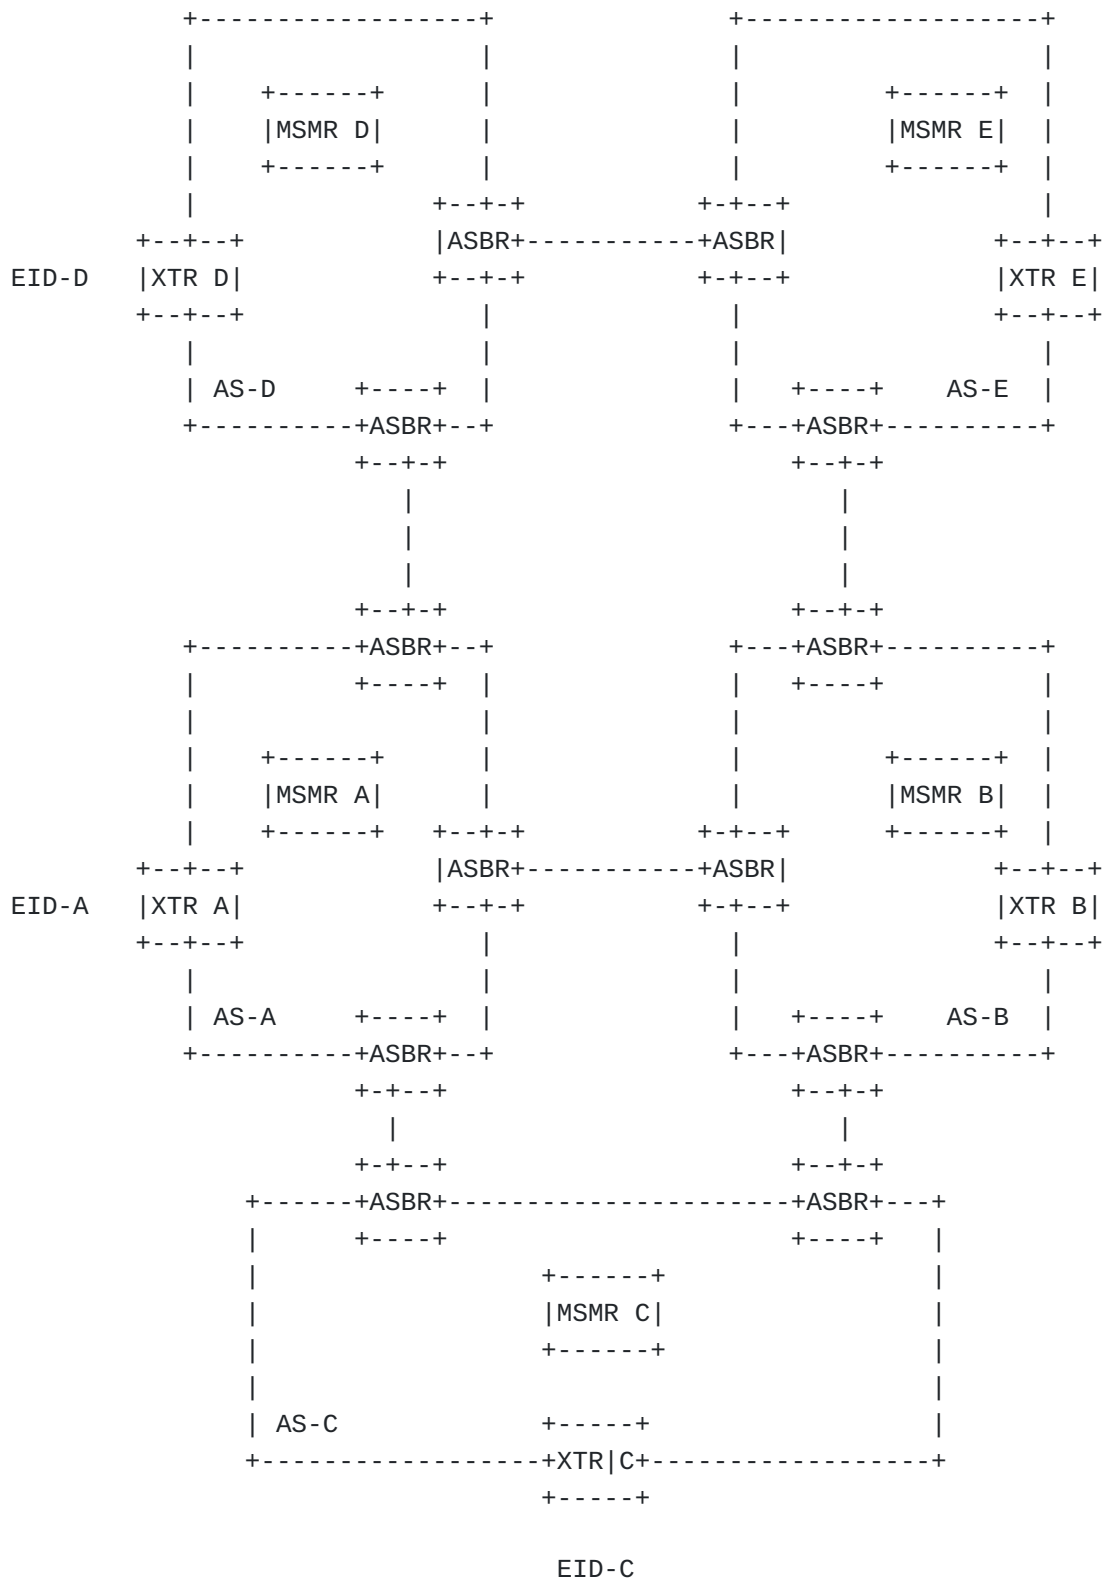 MSMR D MSMR E
ASBR ASBR
EID-D XTR D XTR E
AS-D AS-E
ASBR ASBR
ASBR ASBR
MSMR A MSMR B
ASBR ASBR
EID-A XTR A XTR B
AS-A AS-B
ASBR ASBR
ASBR ASBR
MSMR C
AS-C
XTR|C
EID-C